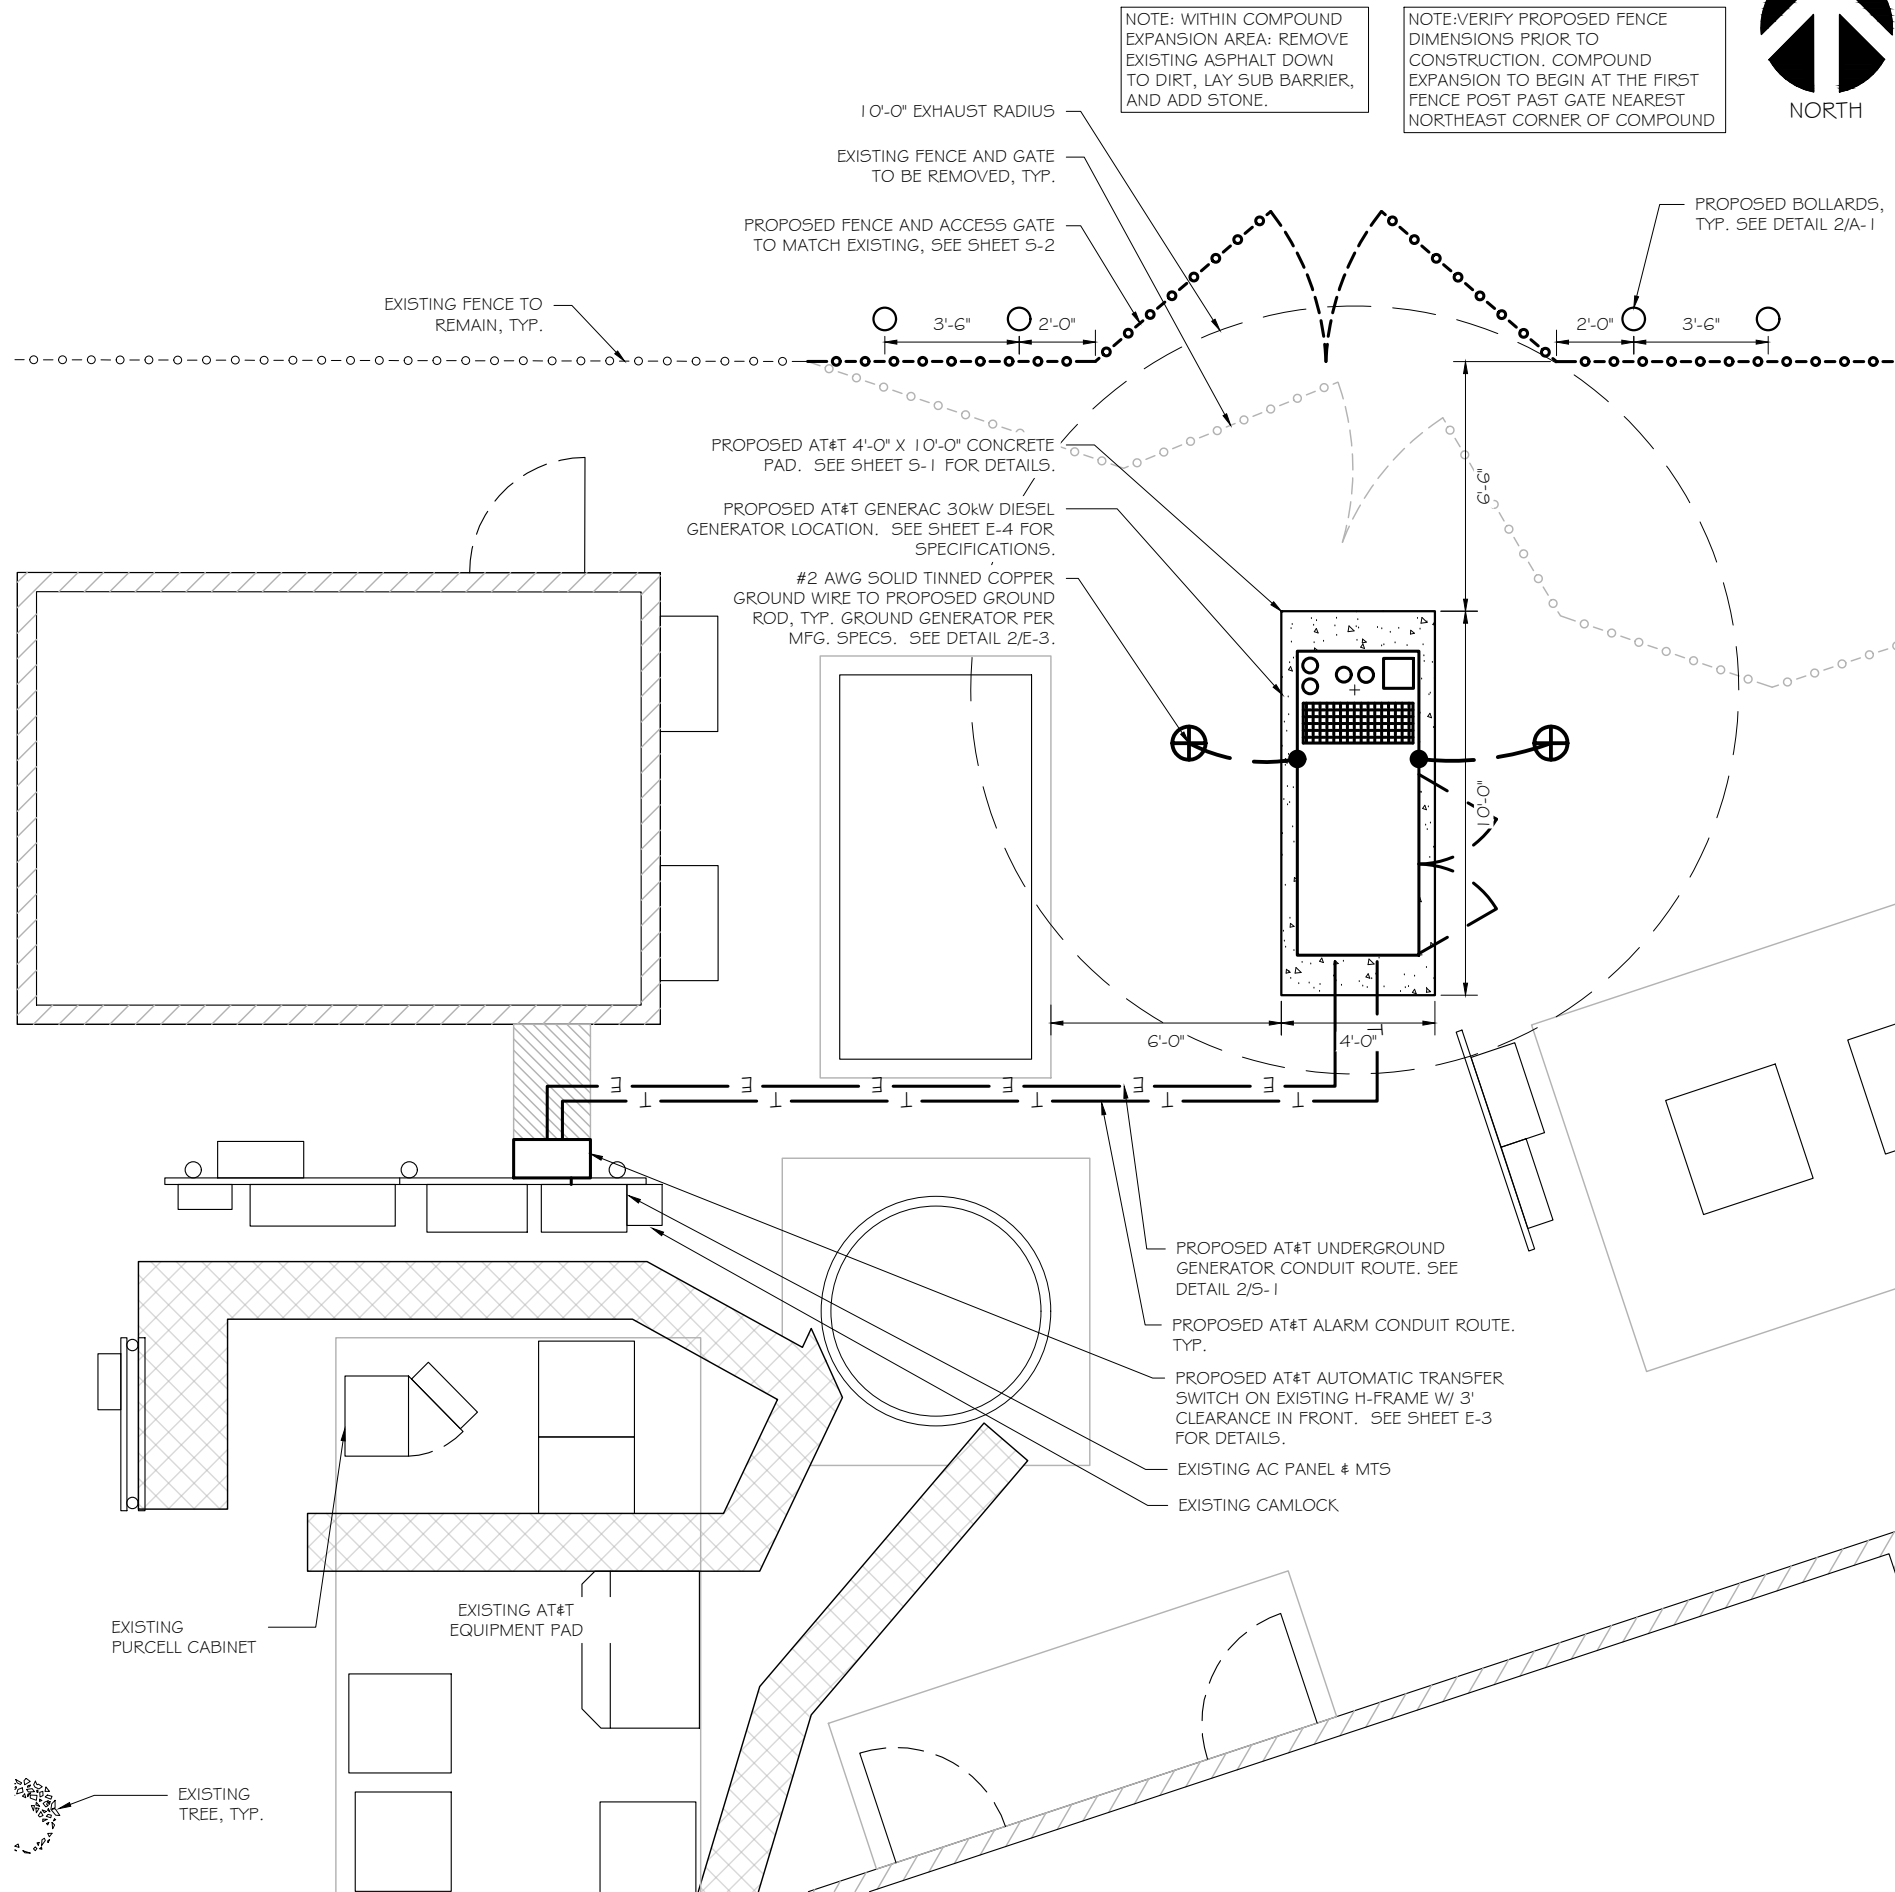 NOTE: WITHIN COMPOUND
EXPANSION AREA: REMOVE
EXISTING ASPHALT DOWN
TO DIRT, LAY SUB BARRIER,
AND ADD STONE.
NOTE:VERIFY PROPOSED FENCE
DIMENSIONS PRIOR TO
CONSTRUCTION. COMPOUND
EXPANSION TO BEGIN AT THE FIRST
FENCE POST PAST GATE NEAREST
NORTHEAST CORNER OF COMPOUND
NORTH
10'-0" EXHAUST RADIUS
EXISTING FENCE AND GATE
TO BE REMOVED, TYP.
PROPOSED FENCE AND ACCESS GATE
TO MATCH EXISTING, SEE SHEET S-2
PROPOSED BOLLARDS,
TYP. SEE DETAIL 2/A-1
EXISTING FENCE TO
REMAIN, TYP.
3'-6"
2'-0"
2'-0"
3'-6"
PROPOSED AT&T 4'-0" X 10'-0" CONCRETE
PAD. SEE SHEET S-1 FOR DETAILS.
6'-6"
PROPOSED AT&T GENERAC 30kW DIESEL
GENERATOR LOCATION. SEE SHEET E-4 FOR
SPECIFICATIONS.
#2 AWG SOLID TINNED COPPER
GROUND WIRE TO PROPOSED GROUND
ROD, TYP. GROUND GENERATOR PER
MFG. SPECS. SEE DETAIL 2/E-3.
10'-0"
6'-0"
4'-0"
T
E E E E E E
T T T T T T
PROPOSED AT&T UNDERGROUND
GENERATOR CONDUIT ROUTE. SEE
DETAIL 2/S-1
PROPOSED AT&T ALARM CONDUIT ROUTE.
TYP.
PROPOSED AT&T AUTOMATIC TRANSFER
SWITCH ON EXISTING H-FRAME W/ 3'
CLEARANCE IN FRONT. SEE SHEET E-3
FOR DETAILS.
EXISTING AC PANEL & MTS
EXISTING CAMLOCK
EXISTING
PURCELL CABINET
EXISTING AT&T
EQUIPMENT PAD
EXISTING
TREE, TYP.